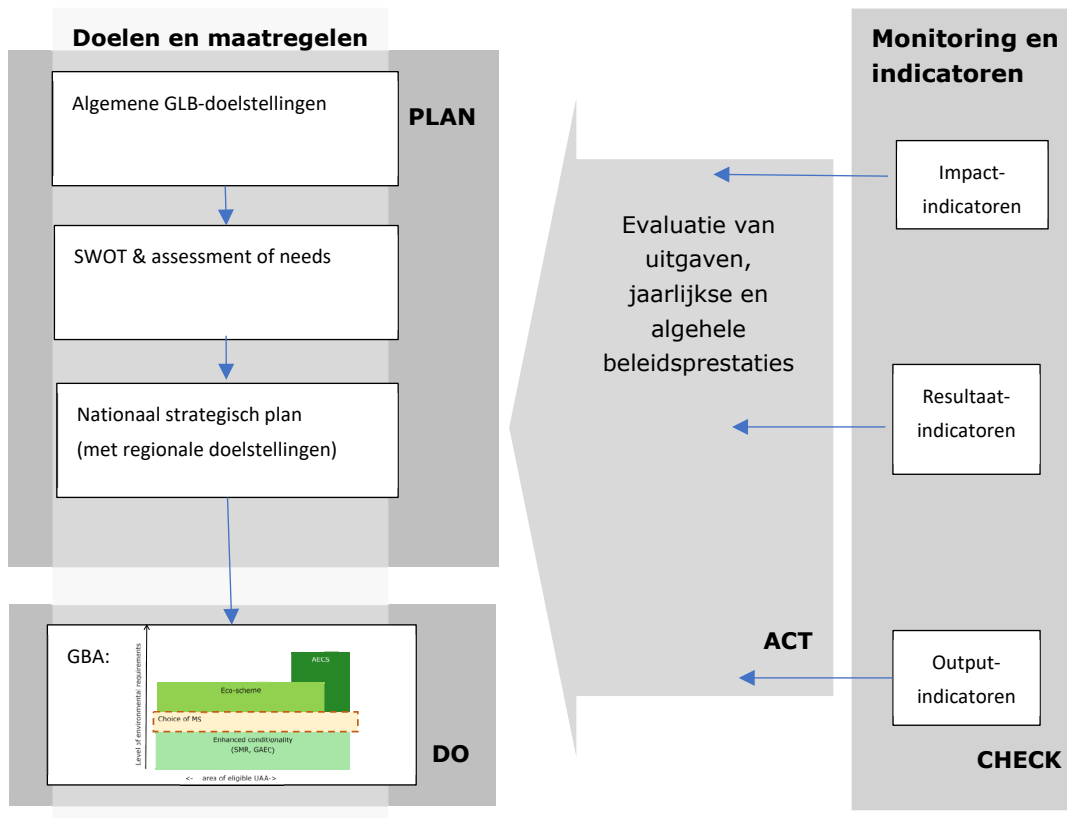 Doelen en maatregelen
Algemene GLB-doelstellingen
PLAN
SWOT & assessment of needs
Nationaal strategisch plan
(met regionale doelstellingen)
GBA:
Level of environmental requirements
AECS
Eco-scheme
Choice of MS
Enhanced conditionality
(SMR, GAEC)
<- area of eligible UAA->
DO
Evaluatie van
uitgaven,
jaarlijkse en
algehele
beleidsprestaties
ACT
Monitoring en
indicatoren
Impact-
indicatoren
Resultaat-
indicatoren
Output-
indicatoren
CHECK